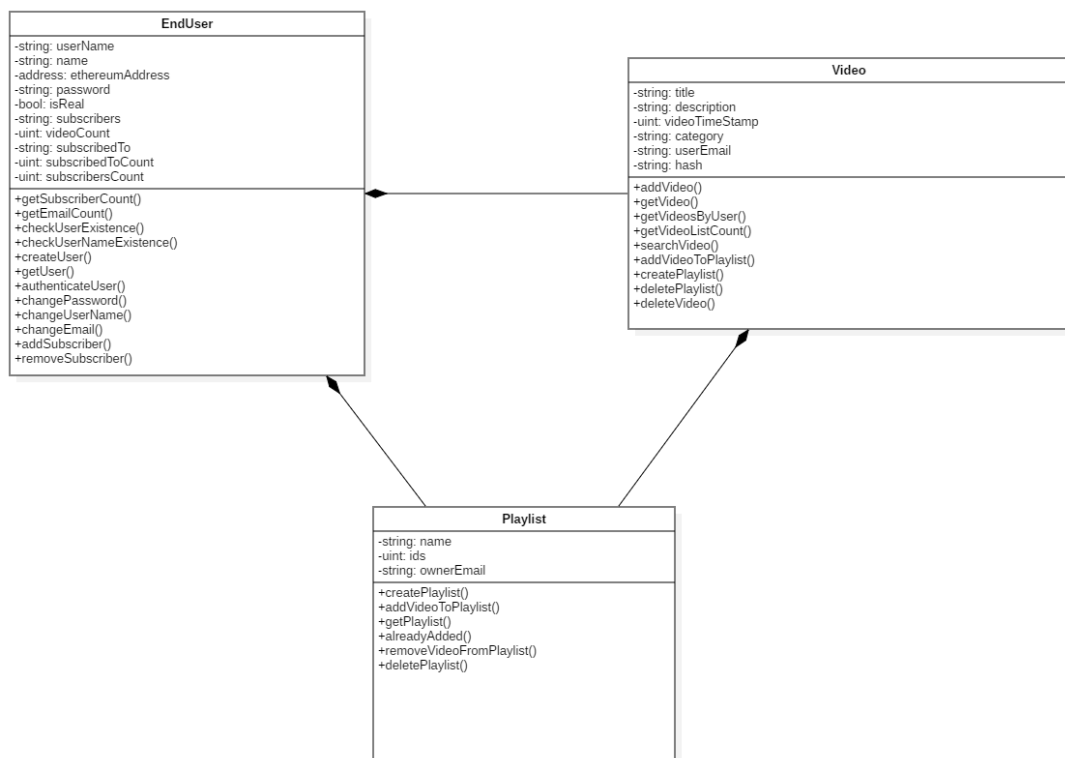 EndUser
-string: userName
-string: name
-address: ethereumAddress
-string: password
-bool: isReal
-string: subscribers
-uint: videoCount
-string: subscribedTo
-uint: subscribedToCount
-uint: subscribersCount
+getSubscriberCount()
+getEmailCount()
+checkUserExistence()
+checkUserNameExistence()
+createUser()
+getUser()
+authenticateUser()
+changePassword()
+changeUserName()
+changeEmail()
+addSubscriber()
+removeSubscriber()
Video
-string: title
-string: description
-uint: videoTimeStamp
-string: category
-string: userEmail
-string: hash
+addVideo()
+getVideo()
+getVideosByUser()
+getVideoListCount()
+searchVideo()
+addVideoToPlaylist()
+createPlaylist()
+deletePlaylist()
+deleteVideo()
Playlist
-string: name
-uint: ids
-string: ownerEmail
+createPlaylist()
+addVideoToPlaylist()
+getPlaylist()
+alreadyAdded()
+removeVideoFromPlaylist()
+deletePlaylist()